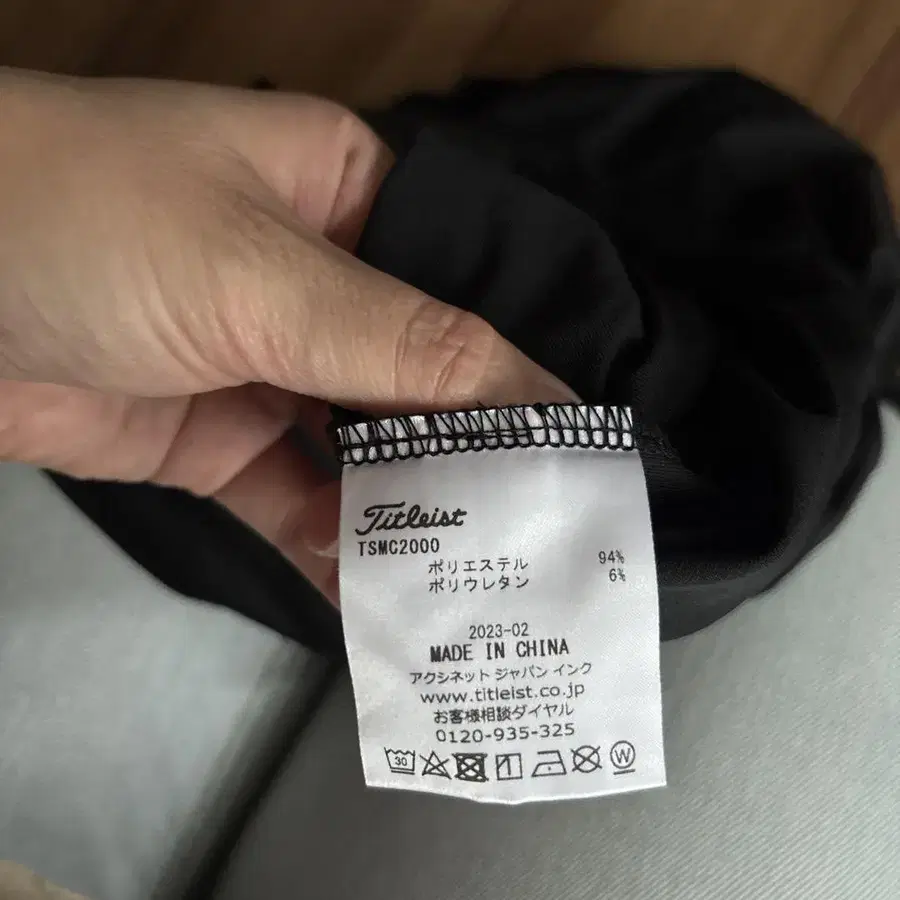 Titleist
TSMC2000
ポリエステル 94%
ポリウレタン 6%
2023-02
MADE IN CHINA
アクシネット ジャパン インク
www.titleist.co.jp
お客様相談ダイヤル
0120-935-325
30 W